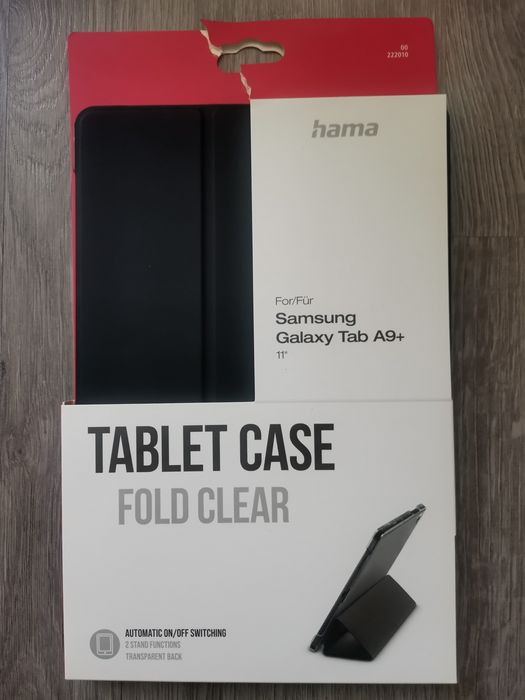 00
222010
hama
For/Für
Samsung
Galaxy Tab A9+
11"
TABLET CASE
FOLD CLEAR
AUTOMATIC ON/OFF SWITCHING
2 STAND FUNCTIONS
TRANSPARENT BACK